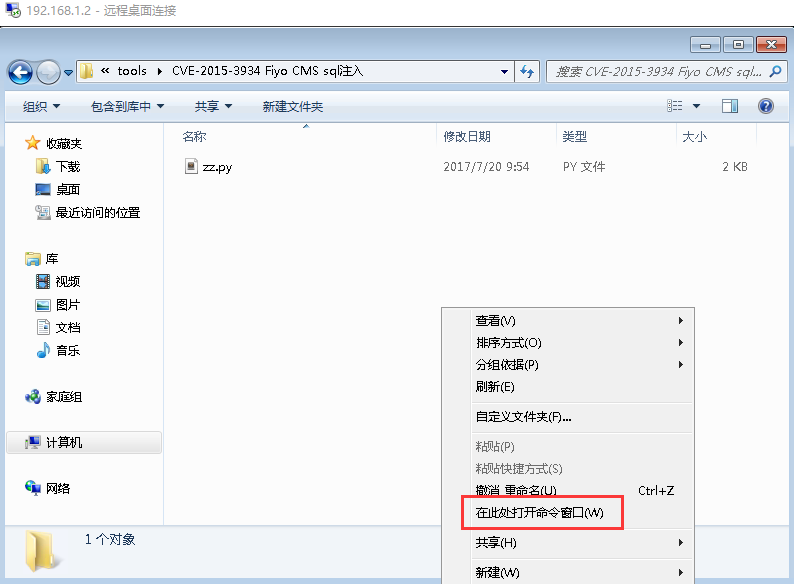 192.168.1.2 - 远程桌面连接
« tools CVE-2015-3934 Fiyo CMS sql注入
搜索 CVE-2015-3934 Fiyo CMS sql...
组织 包含到库中 共享 新建文件夹
收藏夹
下载
桌面
最近访问的位置
库
视频
图片
文档
音乐
家庭组
计算机
网络
名称 修改日期 类型 大小
zz.py 2017/7/20 9:54 PY 文件 2 KB
查看(V)
排序方式(O)
分组依据(P)
刷新(E)
自定义文件夹(F)...
粘贴(P)
粘贴快捷方式(S)
撤消 重命名(U) Ctrl+Z
在此处打开命令窗口(W)
共享(H)
新建(W)
1 个对象